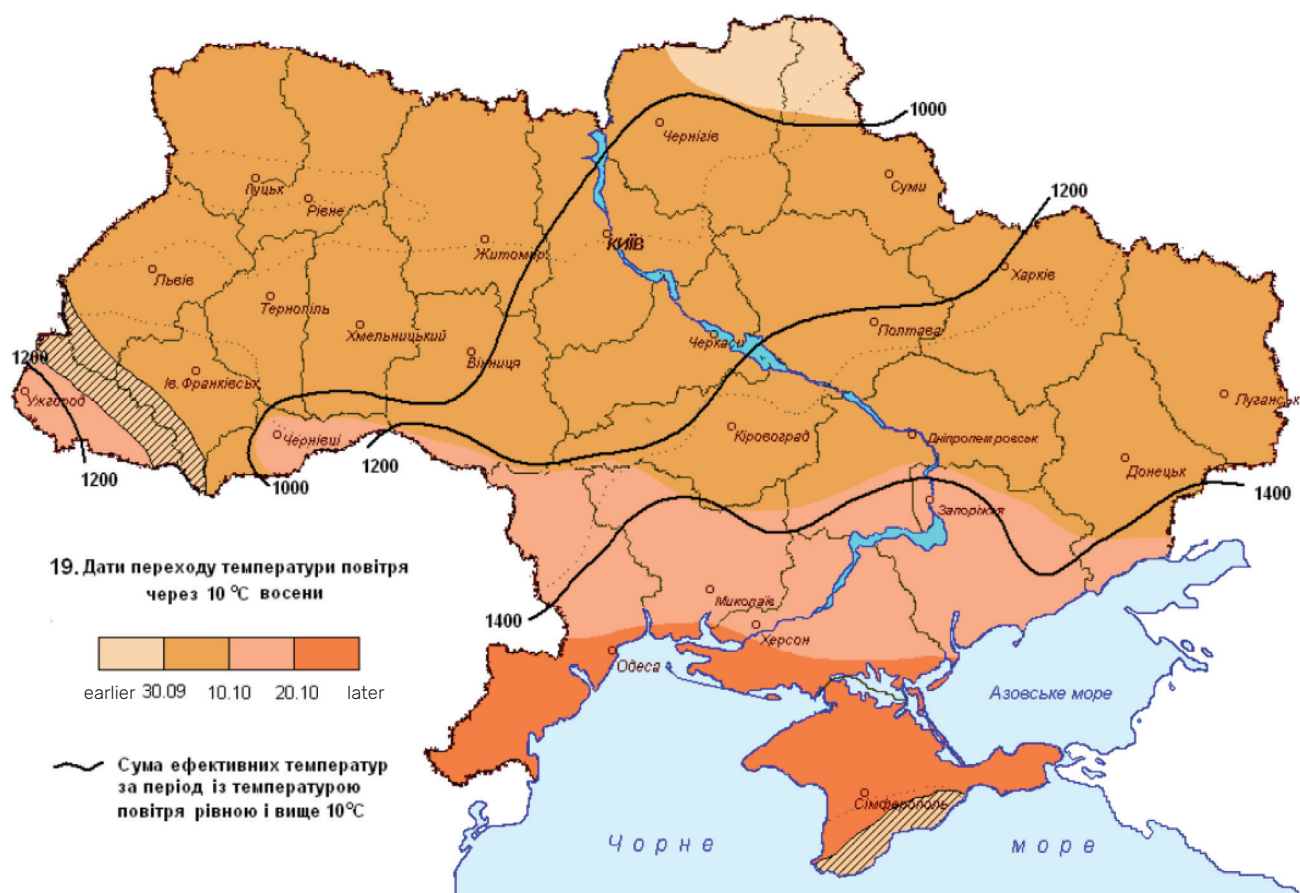 1000
Чернігів
Суми
Луцьк
1200
Рівне
КИЇВ
Житомир
Львів
Харків
Тернопіль
Хмельницький
Полтава
Черкаси
1200
Вінниця
Ів. Франківськ
Ужгород
Луганськ
Чернівці
Кіровоград
Дніпропетровськ
1200
1200
1000
Донецьк
1400
Запоріжжя
19. Дати переходу температури повітря
через 10 °C восени
Миколаїв
1400
Херсон
Одеса
earlier 30.09 10.10 20.10 later
Азовське море
Сума ефективних температур
за період із температурою
повітря рівною і вище 10°C
Сімферополь
Чорне море